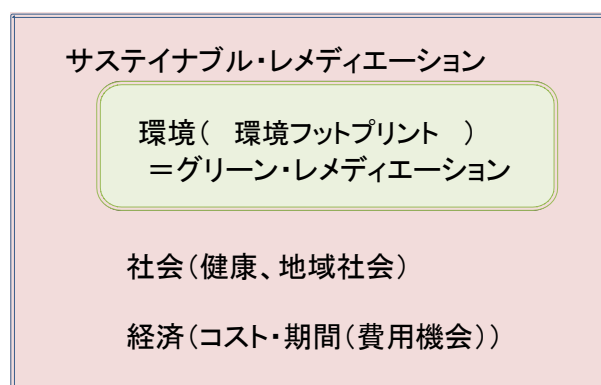 サステイナブル・レメディエーション
環境( 環境フットプリント )
=グリーン・レメディエーション
社会(健康、地域社会)
経済(コスト・期間(費用機会))